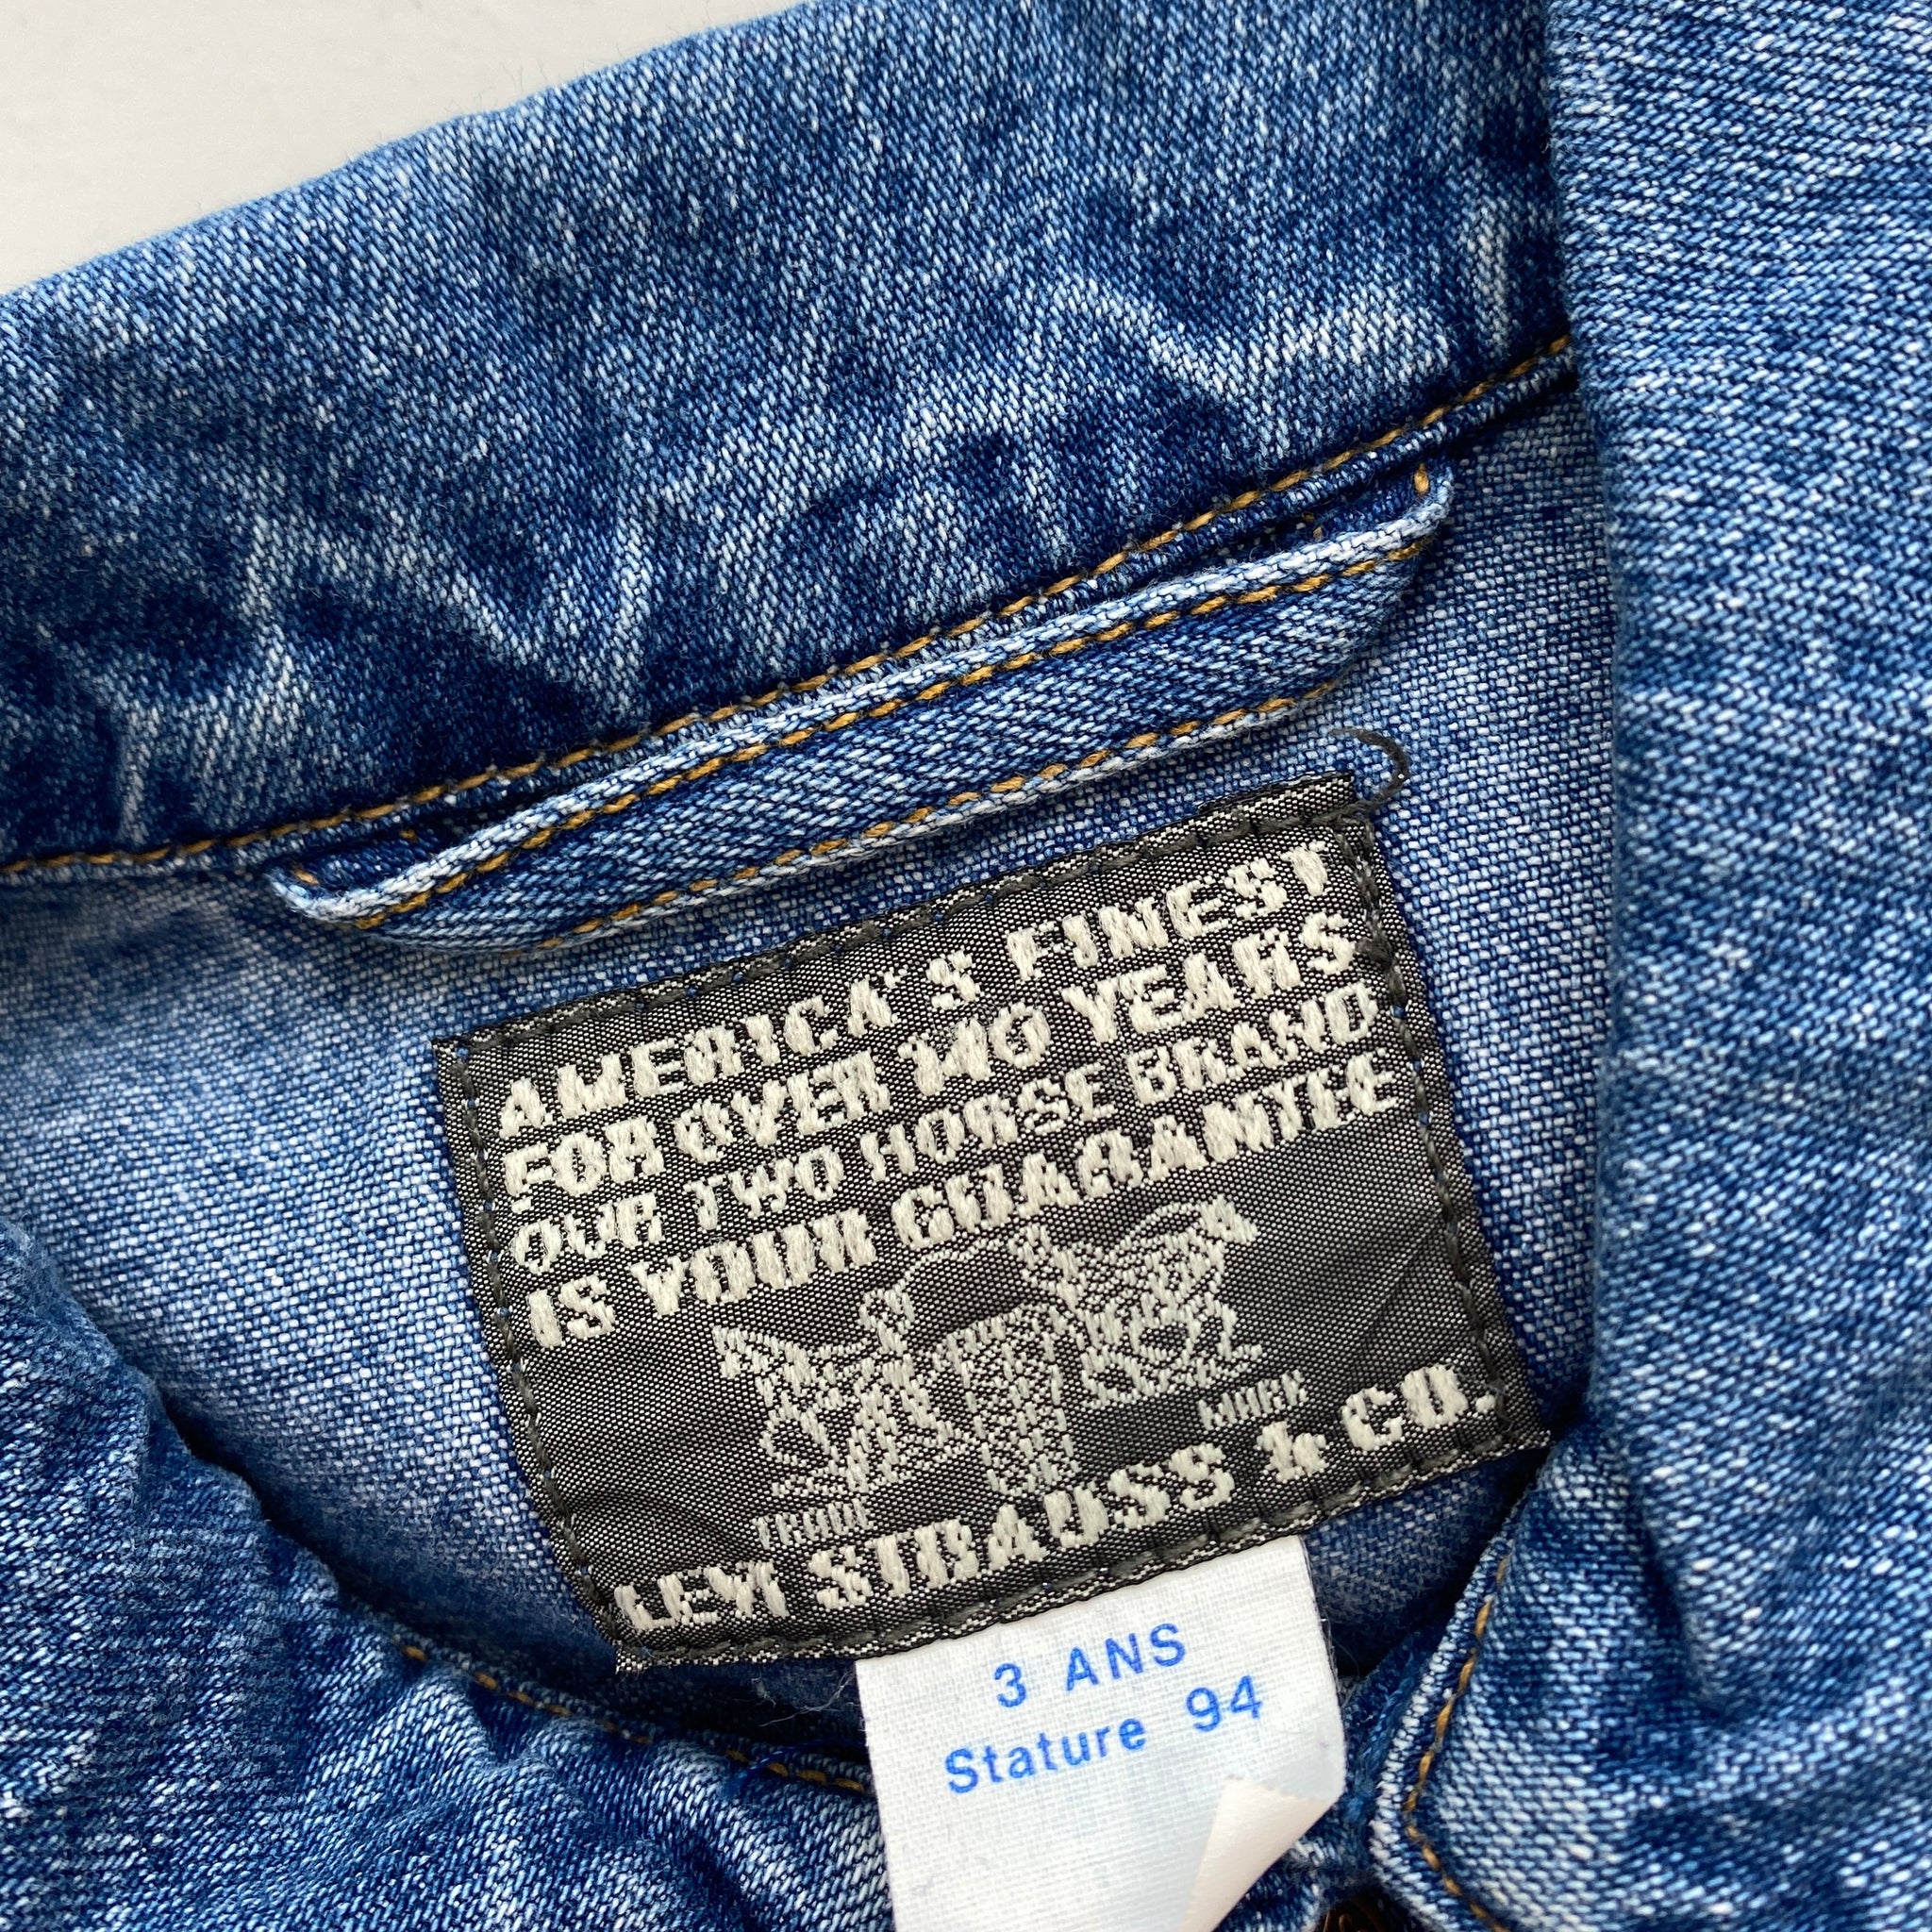 AMERICA'S FINEST
FOR OVER 140 YEARS
OUR TWO HORSE BRAND
IS YOUR GUARANTEE
LEVI STRAUSS & CO.
3 ANS
Stature 94